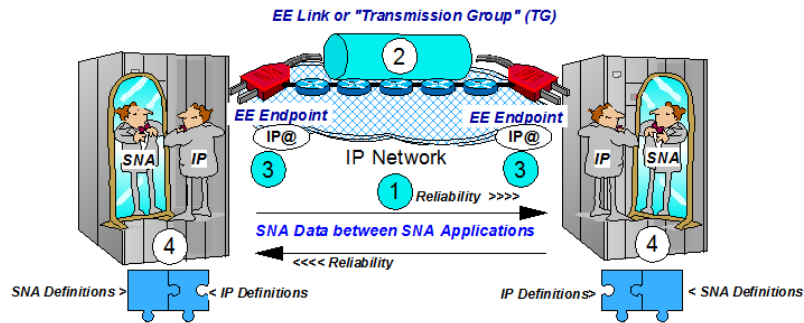 EE Link or "Transmission Group" (TG)
2
EE Endpoint
EE Endpoint
IP@
IP@
SNA
IP
IP
SNA
3
IP Network
3
1
Reliability >>>>
SNA Data between SNA Applications
4
4
<<<< Reliability
SNA Definitions >
< IP Definitions
IP Definitions>
< SNA Definitions